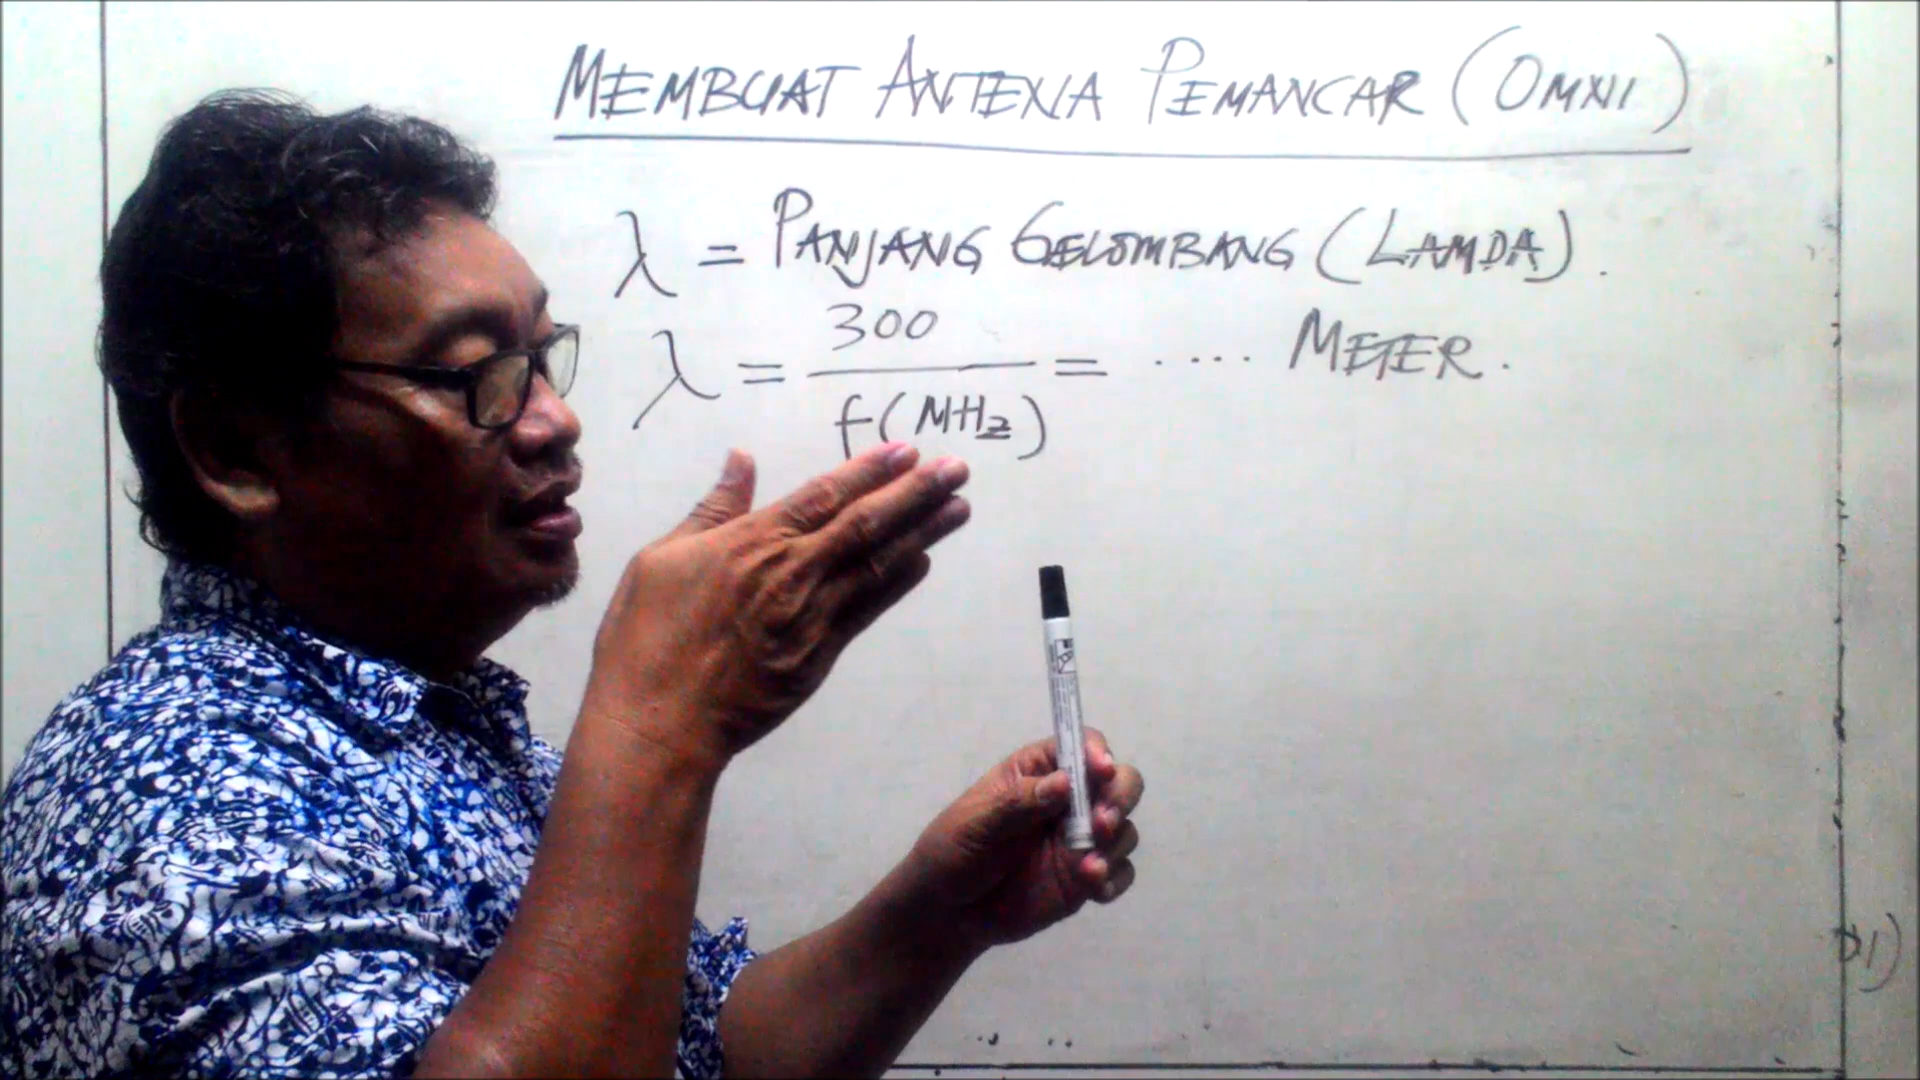 MEMBUAT ANTENA PEMANCAR (OMNI)
λ = PANJANG GELOMBANG (LAMDA).
λ = 300 / f(MHz) = .... METER.